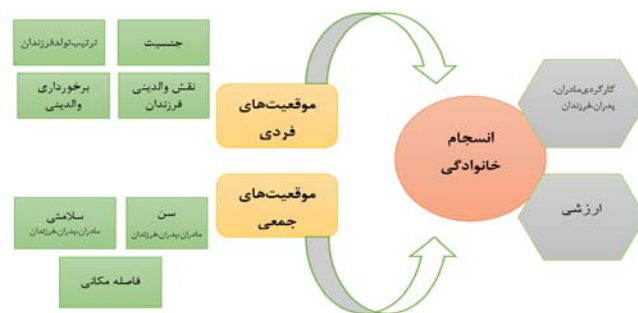 جنسیت
ترتیب‌تولدفرزندان
نقش والدینی
فرزندان
برخورداری
والدینی
موقعیت‌های
فردی
انسجام
خانوادگی
کارکردی‌مادران،
پدران،فرزندان
موقعیت‌های
جمعی
ارزشی
سن
مادران،پدران،فرزندان
سلامتی
مادران،پدران،فرزندان
فاصله مکانی